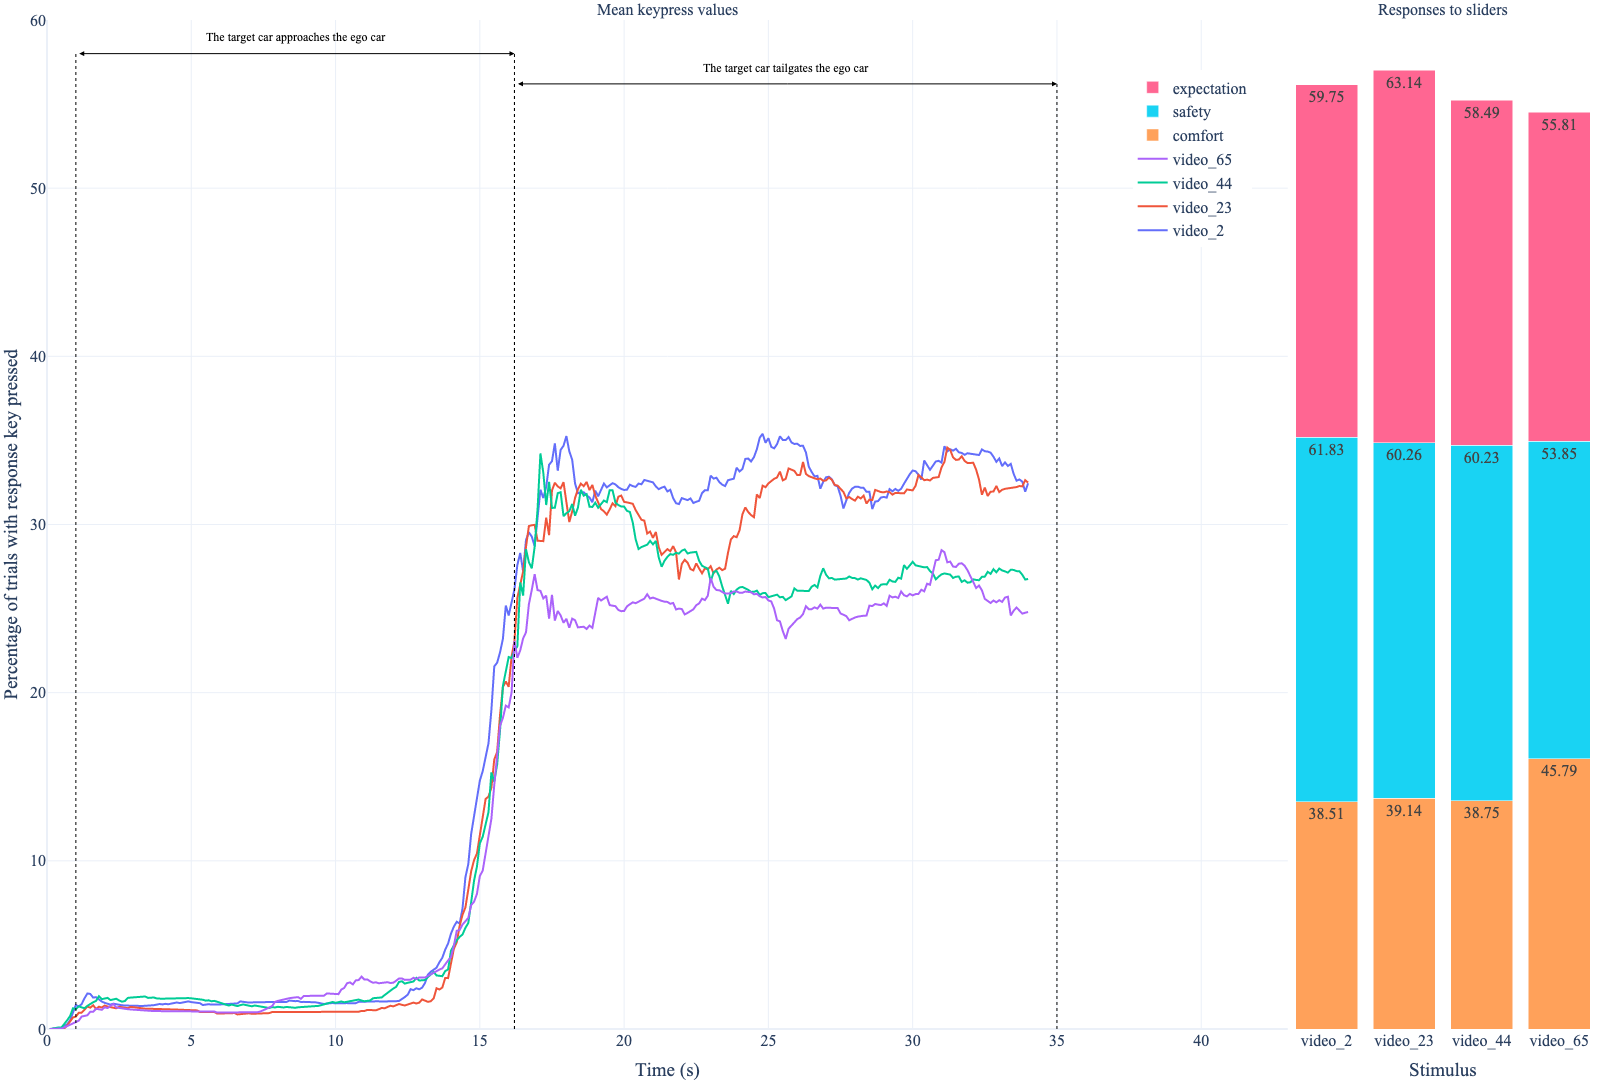 Mean keypress values
Responses to sliders
60
The target car approaches the ego car
The target car tailgates the ego car
expectation
safety
comfort
video_65
video_44
video_23
video_2
50
40
30
20
10
0
Percentage of trials with response key pressed
0 5 10 15 20 25 30 35 40
Time (s)
59.75 63.14 58.49 55.81
61.83 60.26 60.23 53.85
38.51 39.14 38.75 45.79
video_2 video_23 video_44 video_65
Stimulus